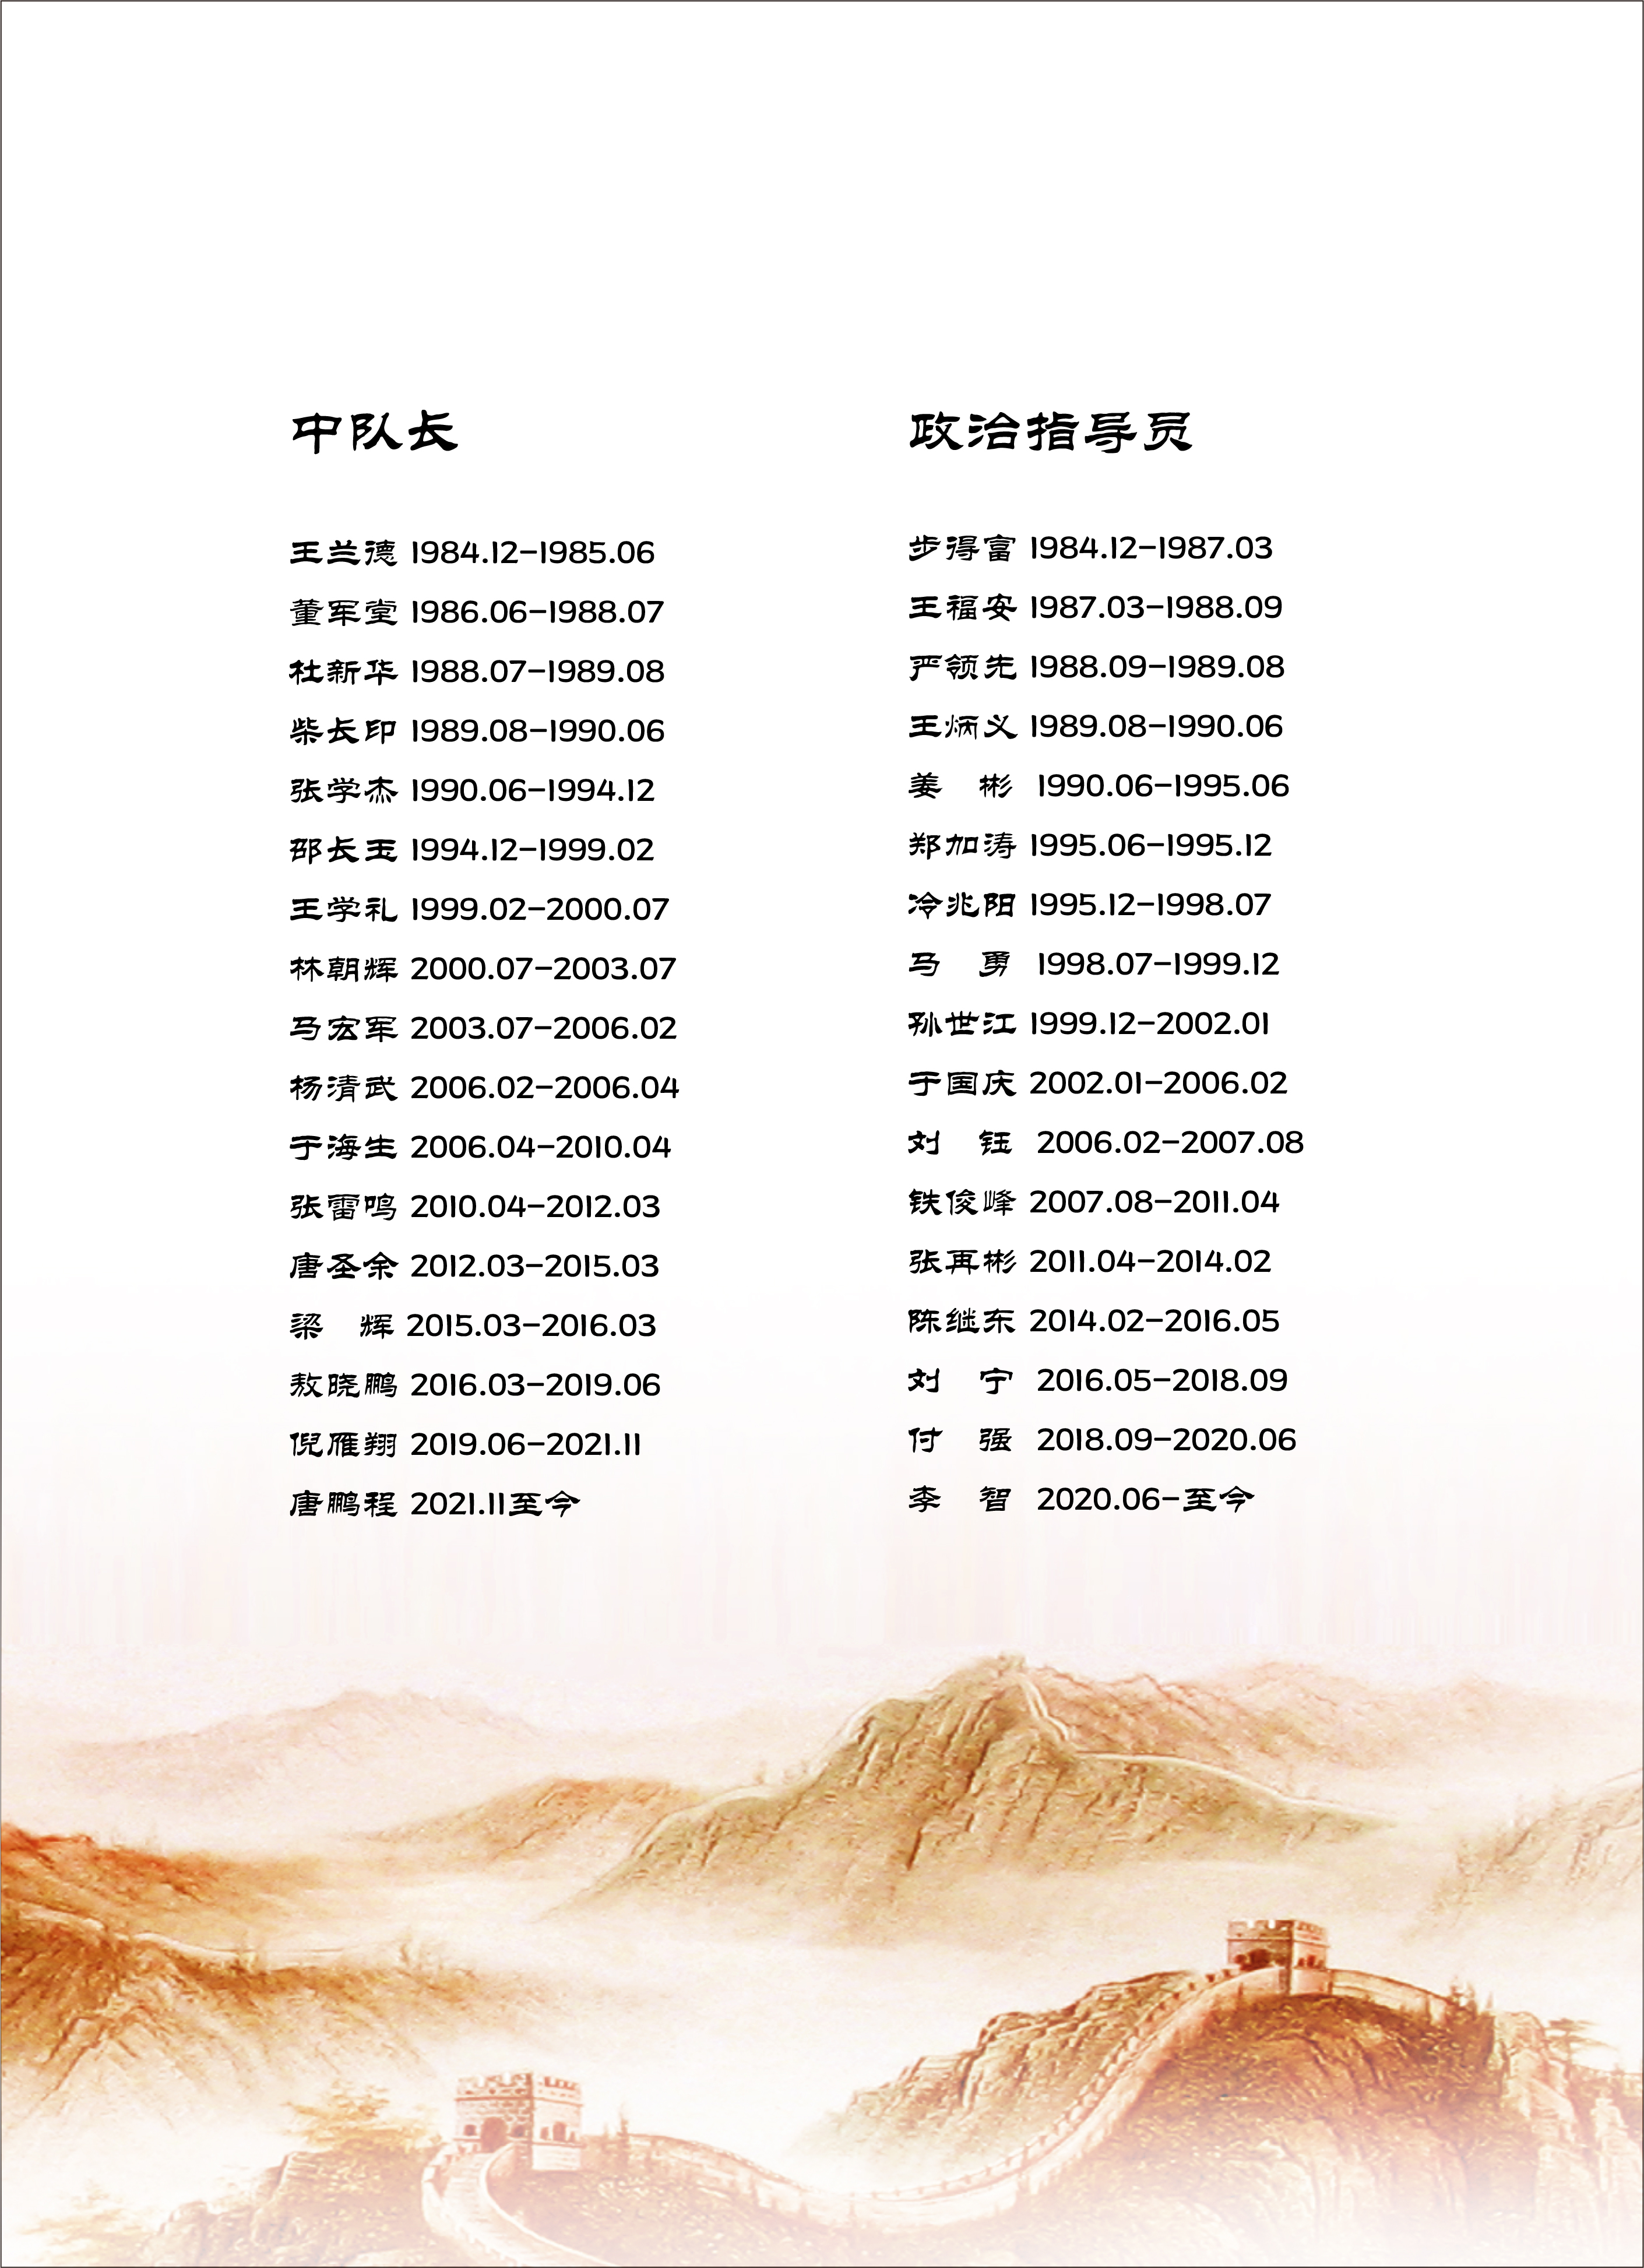 中队长
王兰德 1984.12-1985.06
董军堂 1986.06-1988.07
杜新华 1988.07-1989.08
柴长印 1989.08-1990.06
张学杰 1990.06-1994.12
邵长玉 1994.12-1999.02
王学礼 1999.02-2000.07
林朝辉 2000.07-2003.07
马宏军 2003.07-2006.02
杨清武 2006.02-2006.04
于海生 2006.04-2010.04
张雷鸣 2010.04-2012.03
唐圣余 2012.03-2015.03
梁　辉 2015.03-2016.03
敖晓鹏 2016.03-2019.06
倪雁翔 2019.06-2021.11
唐鹏程 2021.11至今
政治指导员
步得富 1984.12-1987.03
王福安 1987.03-1988.09
严领先 1988.09-1989.08
王炳义 1989.08-1990.06
姜　彬 1990.06-1995.06
郑加涛 1995.06-1995.12
冷兆阳 1995.12-1998.07
马　勇 1998.07-1999.12
孙世江 1999.12-2002.01
于国庆 2002.01-2006.02
刘　钰 2006.02-2007.08
铁俊峰 2007.08-2011.04
张再彬 2011.04-2014.02
陈继东 2014.02-2016.05
刘　宁 2016.05-2018.09
付　强 2018.09-2020.06
李　智 2020.06-至今